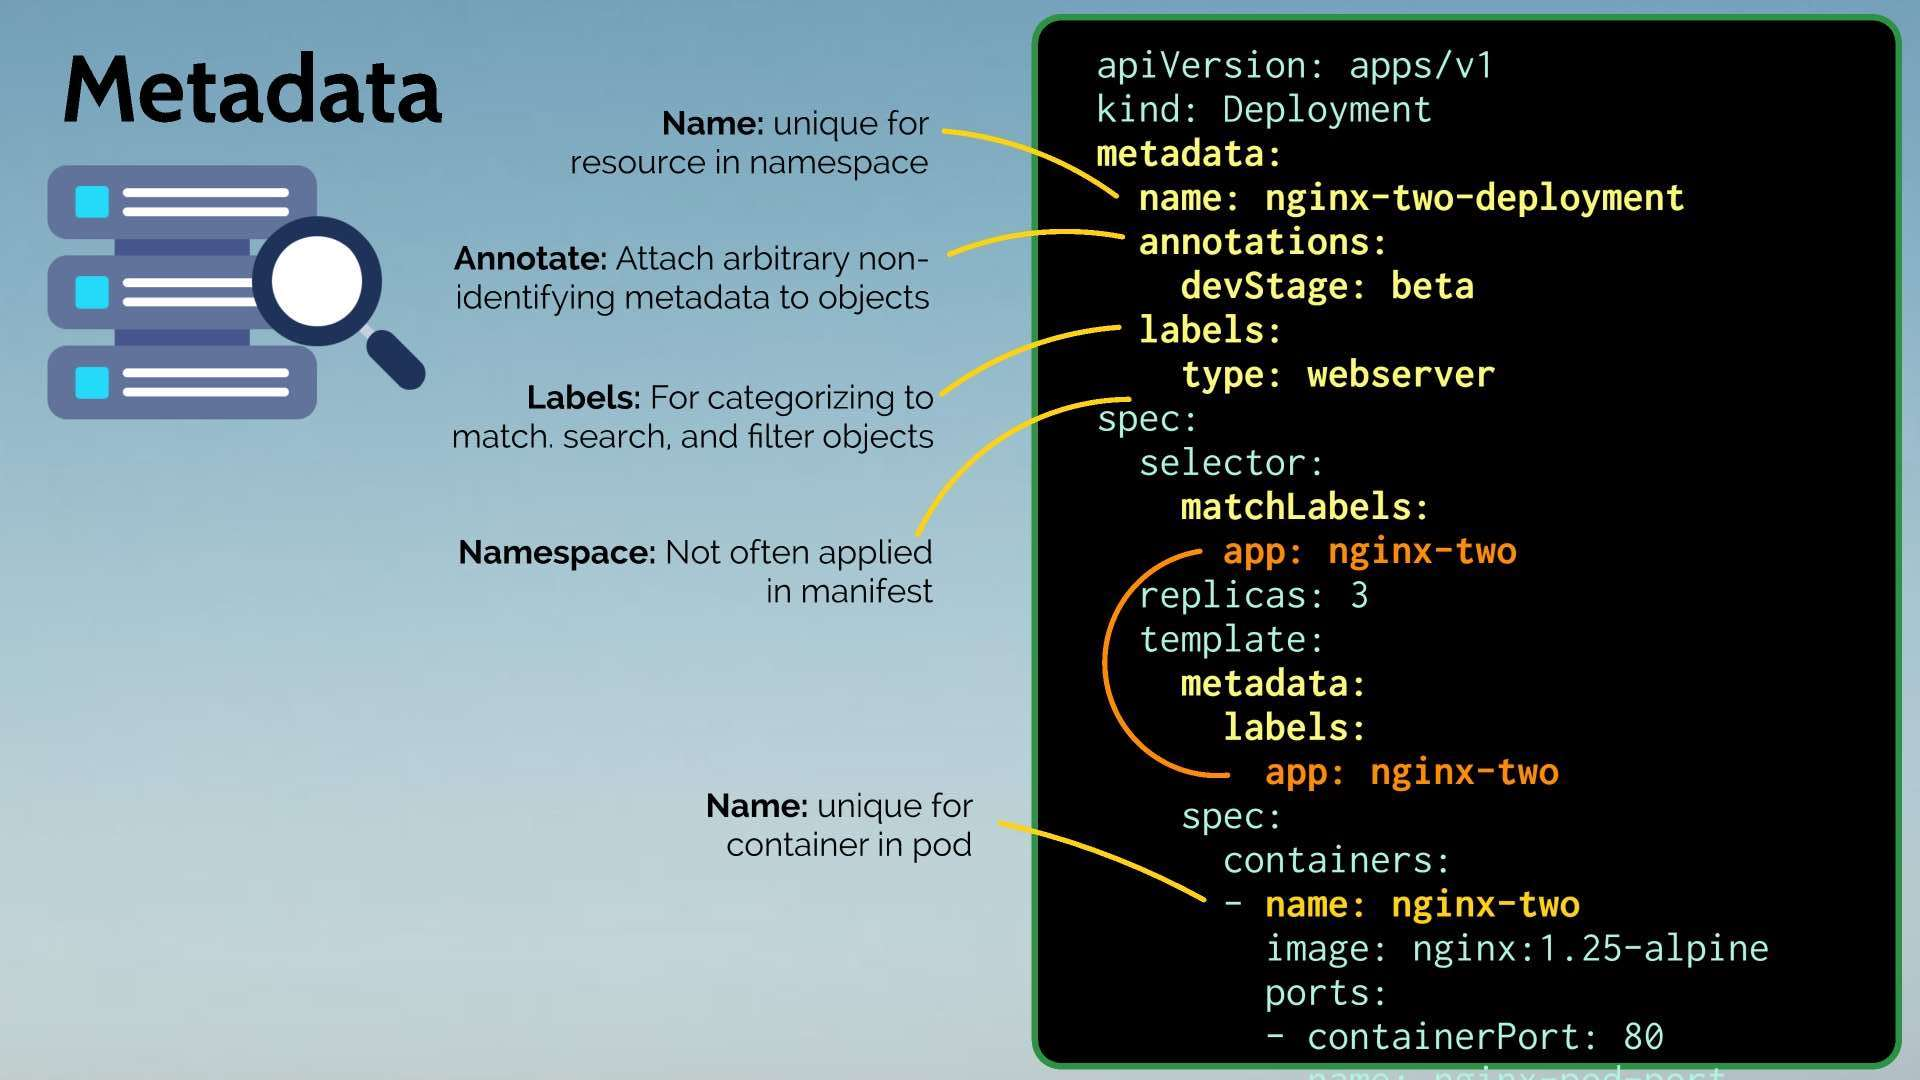 Metadata
Name: unique for
resource in namespace
Annotate: Attach arbitrary non-
identifying metadata to objects
Labels: For categorizing to
match. search, and filter objects
Namespace: Not often applied
in manifest
Name: unique for
container in pod
apiVersion: apps/v1
kind: Deployment
metadata:
  name: nginx-two-deployment
  annotations:
    devStage: beta
  labels:
    type: webserver
spec:
  selector:
    matchLabels:
      app: nginx-two
  replicas: 3
  template:
    metadata:
      labels:
        app: nginx-two
    spec:
      containers:
      - name: nginx-two
        image: nginx:1.25-alpine
        ports:
        - containerPort: 80
          name: nginx-pod-port